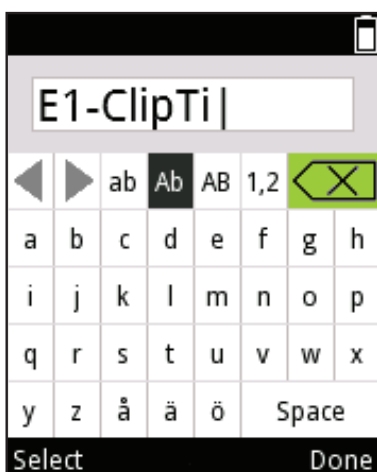 E1-ClipTi
ab Ab AB 1,2
a b c d e f g h
i j k l m n o p
q r s t u v w x
y z å ä ö Space
Select Done